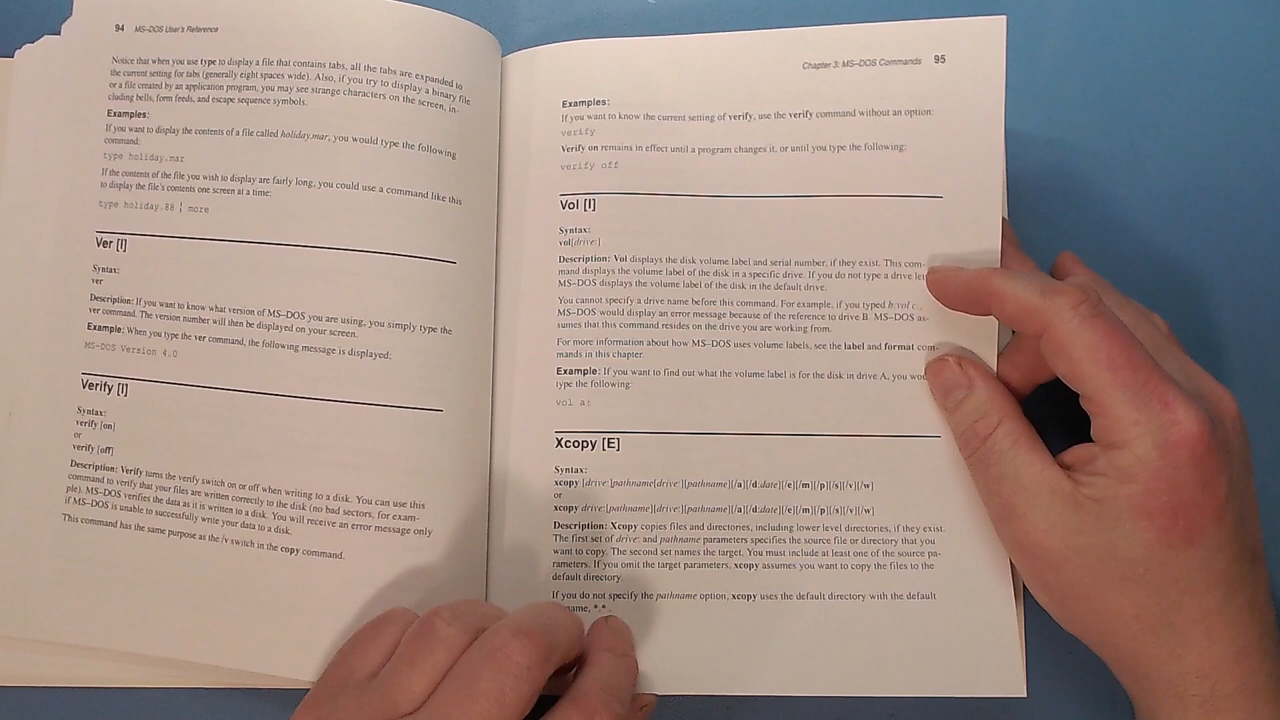 94 MS-DOS User's Reference
Notice that when you use type to display a file that contains tabs, all the tabs are expanded to
the current setting for tabs (generally eight spaces wide). Also, if you try to display a binary file
or a file created by an application program, you may see strange characters on the screen, in-
cluding bells, form feeds, and escape sequence symbols.
Examples:
If you want to display the contents of a file called holiday.mar, you would type the following
command:
type holiday.mar
If the contents of the file you wish to display are fairly long, you could use a command like this
to display the file's contents one screen at a time:
type holiday.88 ¦ more
Ver [I]
Syntax:
ver
Description: If you want to know what version of MS-DOS you are using, you simply type the
ver command. The version number will then be displayed on your screen.
Example: When you type the ver command, the following message is displayed:
MS-DOS Version 4.0
Verify [I]
Syntax:
verify [on]
or
verify [off]
Description: Verify turns the verify switch on or off when writing to a disk. You can use this
command to verify that your files are written correctly to the disk (no bad sectors, for exam-
ple). MS-DOS verifies the data as it is written to a disk. You will receive an error message only
if MS-DOS is unable to successfully write your data to a disk.
This command has the same purpose as the /v switch in the copy command.
Chapter 3: MS-DOS Commands 95
Examples:
If you want to know the current setting of verify, use the verify command without an option:
verify
Verify on remains in effect until a program changes it, or until you type the following:
verify off
Vol [I]
Syntax:
vol[drive:]
Description: Vol displays the disk volume label and serial number, if they exist. This com-
mand displays the volume label of the disk in a specific drive. If you do not type a drive
MS-DOS displays the volume label of the disk in the default drive.
You cannot specify a drive name before this command. For example, if you typed b:vol c:,
MS-DOS would display an error message because of the reference to drive B. MS-DOS as-
sumes that this command resides on the drive you are working from.
For more information about how MS-DOS uses volume labels, see the label and format com-
mands in this chapter.
Example: If you want to find out what the volume label is for the disk in drive A, you
type the following:
vol a:
Xcopy [E]
Syntax:
xcopy [drive:]pathname[drive:][pathname][/a][/d:date][/e][/m][/p][/s][/v][/w]
or
xcopy drive:[pathname][drive:][pathname][/a][/d:date][/e][/m][/p][/s][/v][/w]
Description: Xcopy copies files and directories, including lower level directories, if they exist.
The first set of drive: and pathname parameters specifies the source file or directory that you
want to copy. The second set names the target. You must include at least one of the source pa-
rameters. If you omit the target parameters, xcopy assumes you want to copy the files to the
default directory.
If you do not specify the pathname option, xcopy uses the default directory with the default
*.*.